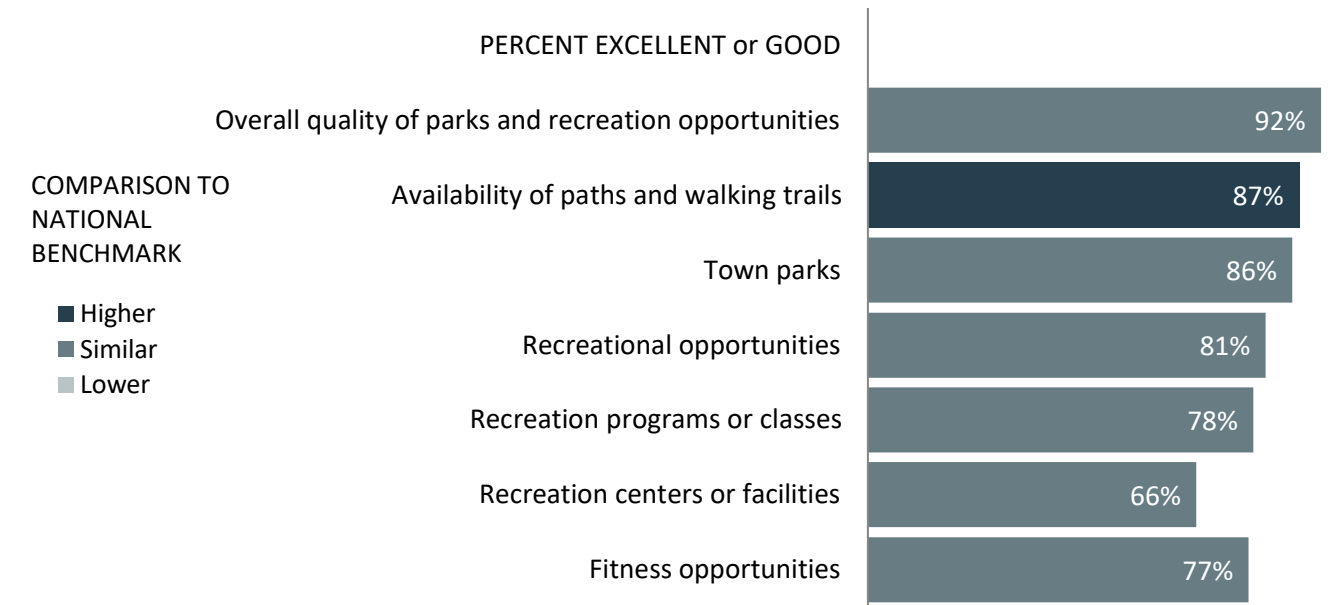 PERCENT EXCELLENT or GOOD
Overall quality of parks and recreation opportunities 92%
COMPARISON TO
NATIONAL
BENCHMARK
Higher
Similar
Lower
Availability of paths and walking trails 87%
Town parks 86%
Recreational opportunities 81%
Recreation programs or classes 78%
Recreation centers or facilities 66%
Fitness opportunities 77%